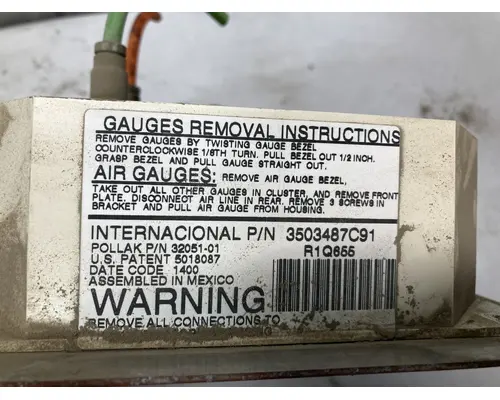 GAUGES REMOVAL INSTRUCTIONS
REMOVE GAUGES BY TWISTING GAUGE BEZEL
COUNTERCLOCKWISE 1/8TH TURN. PULL BEZEL OUT 1/2 INCH.
GRASP BEZEL AND PULL GAUGE STRAIGHT OUT.
AIR GAUGES: REMOVE AIR GAUGE BEZEL,
TAKE OUT ALL OTHER GAUGES IN CLUSTER, AND REMOVE FRONT
PLATE. DISCONNECT AIR LINE IN REAR. REMOVE 3 SCREWS IN
BRACKET AND PULL AIR GAUGE FROM HOUSING.
INTERNACIONAL P/N 3503487C91
POLLAK P/N 32051-01 R1Q655
U.S. PATENT 5018087
DATE CODE 1400
ASSEMBLED IN MEXICO
WARNING
REMOVE ALL CONNECTIONS TO